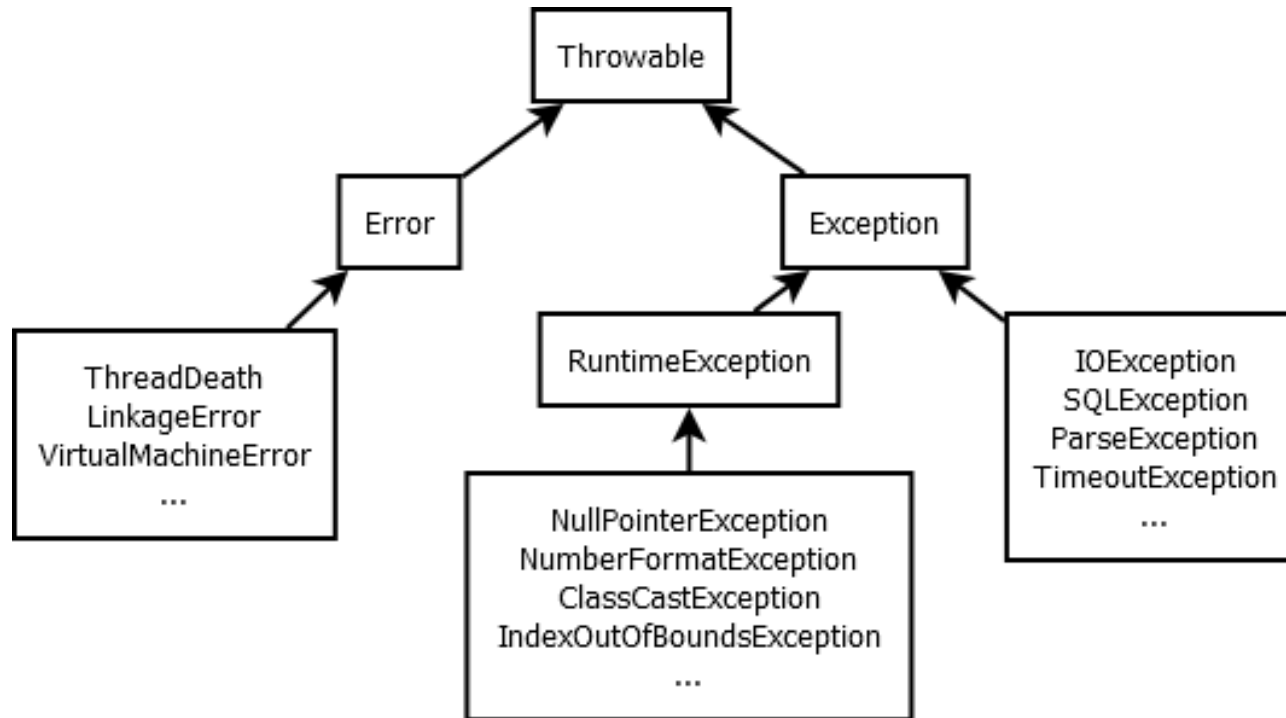 Throwable
Error
Exception
ThreadDeath
LinkageError
VirtualMachineError
...
RuntimeException
NullPointerException
NumberFormatException
ClassCastException
IndexOutOfBoundsException
...
IOException
SQLException
ParseException
TimeoutException
...